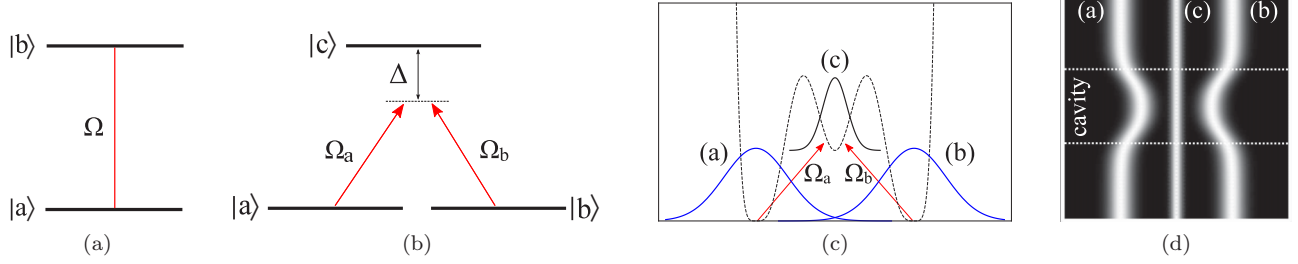 |b⟩
Ω
|a⟩
(a)
|c⟩
Δ
Ωa
Ωb
|a⟩
|b⟩
(b)
(c)
(a)
(b)
Ωa
Ωb
(c)
(a)
(c)
(b)
cavity
(d)